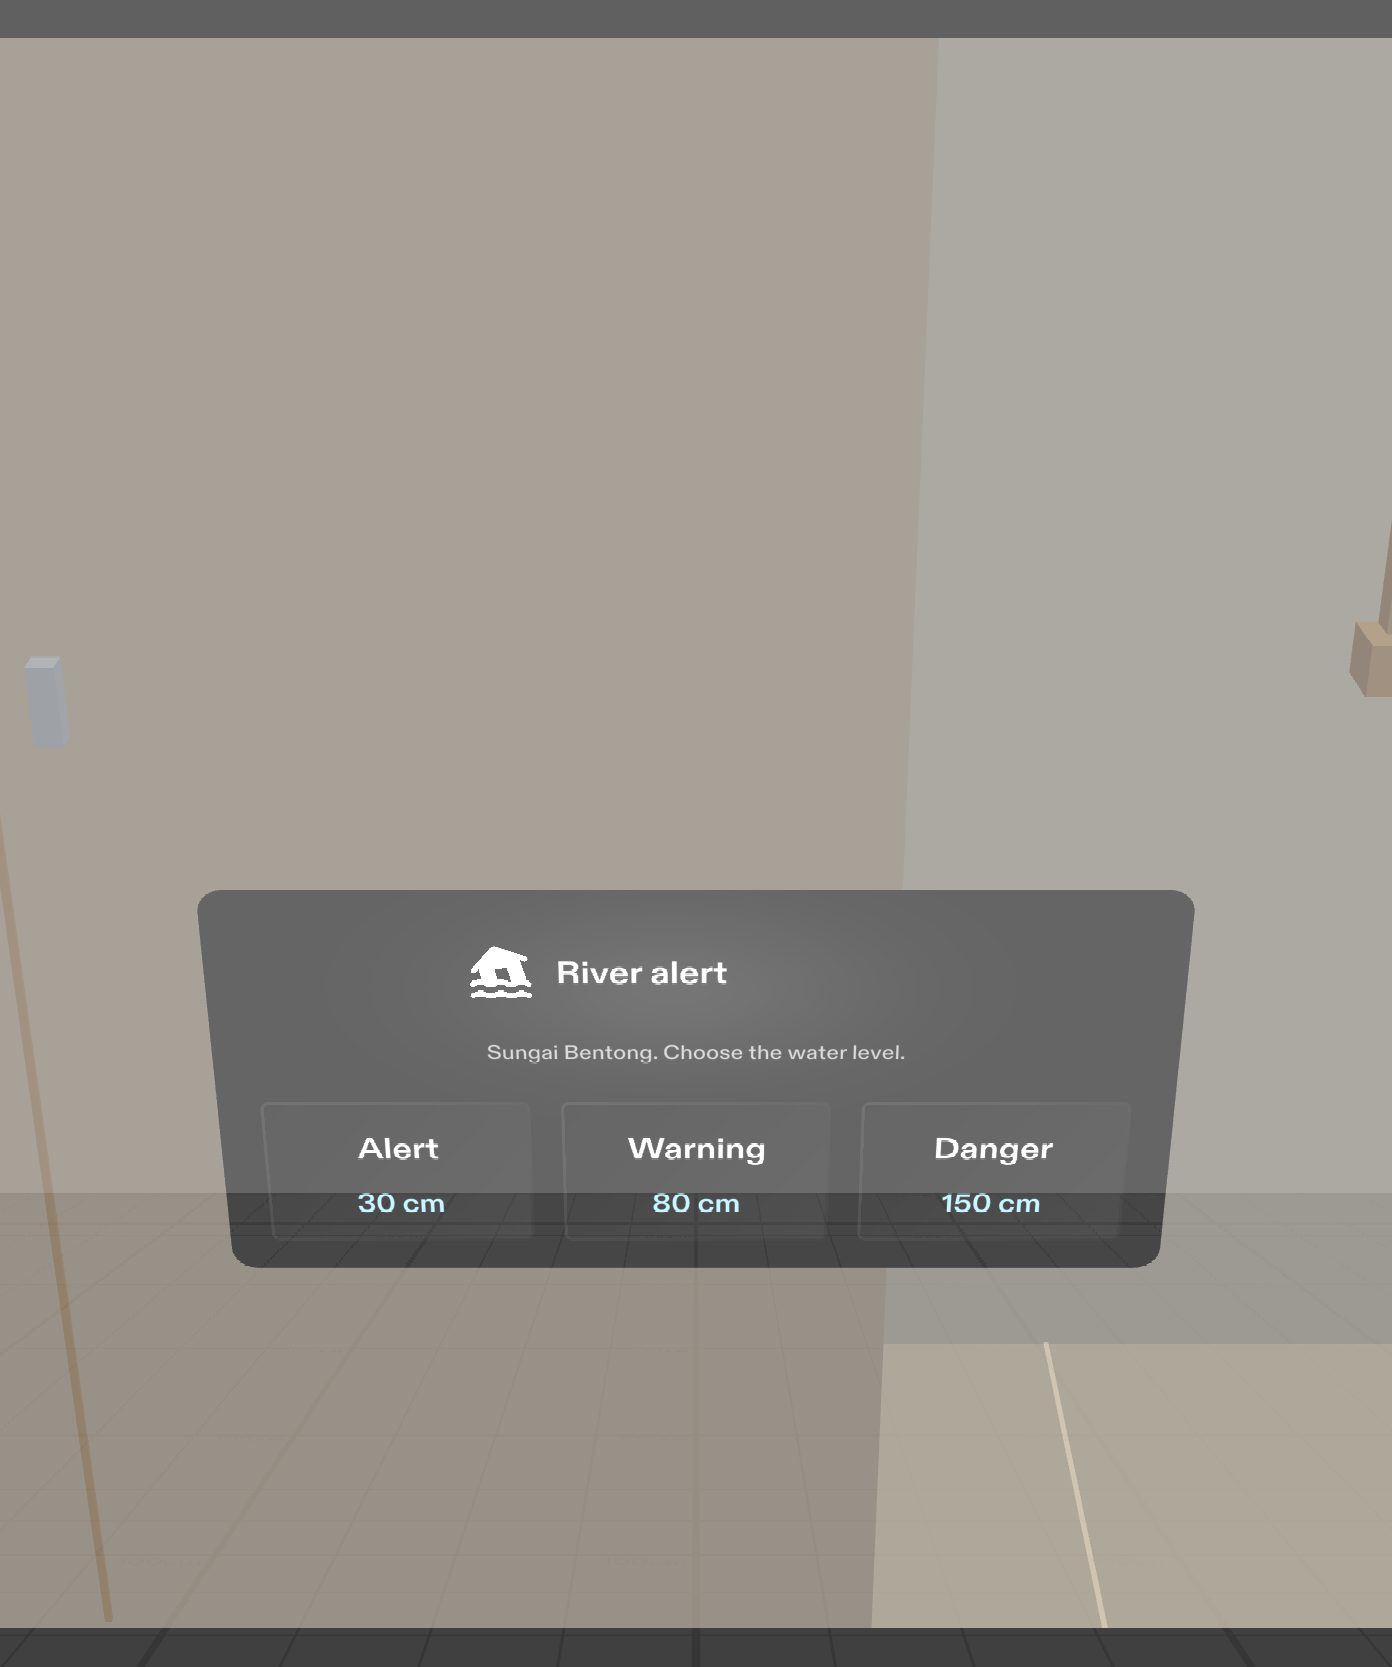 River alert
Sungai Bentong. Choose the water level.
Alert
30 cm
Warning
80 cm
Danger
150 cm